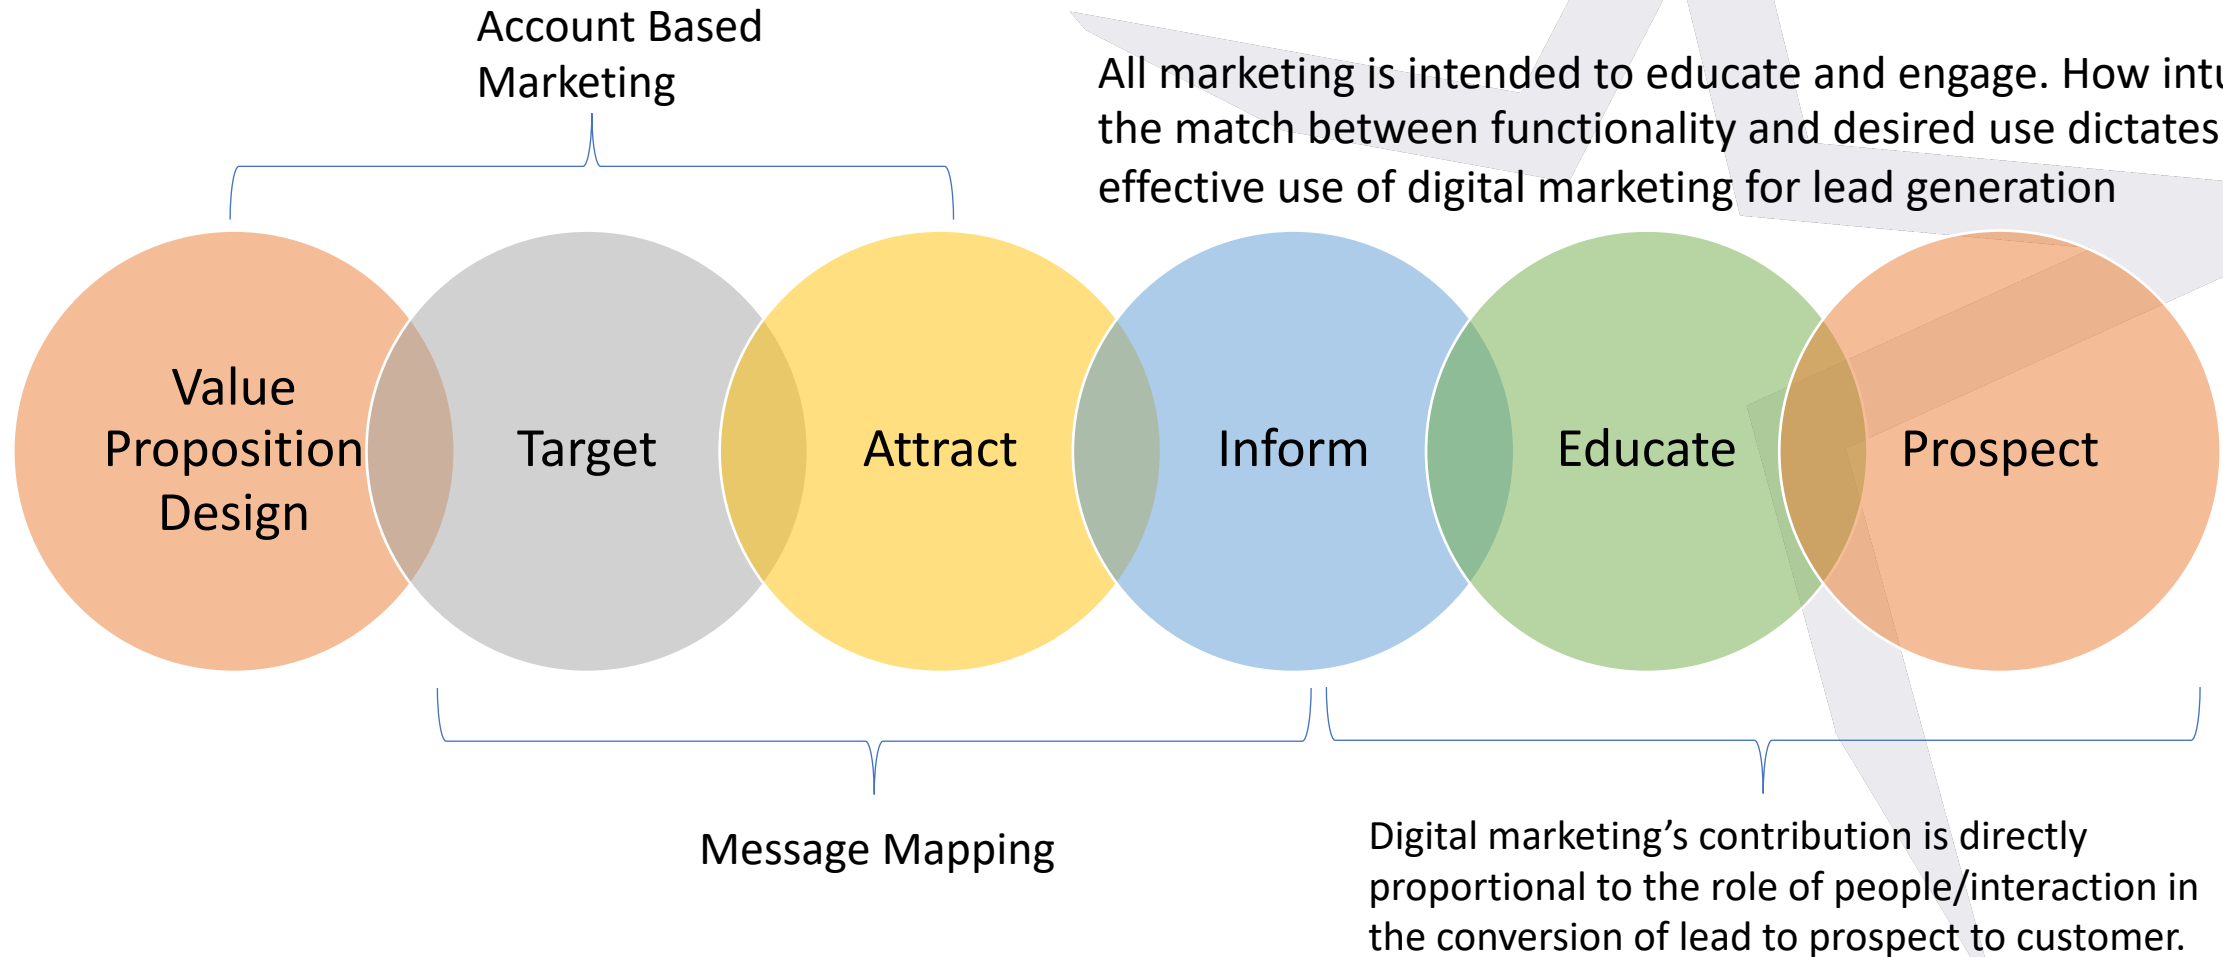 Account Based
Marketing
All marketing is intended to educate and engage. How
the match between functionality and desired use dictates
effective use of digital marketing for lead generation
Value
Proposition
Design
Target
Attract
Inform
Educate
Prospect
Message Mapping
Digital marketing’s contribution is directly
proportional to the role of people/interaction in
the conversion of lead to prospect to customer.